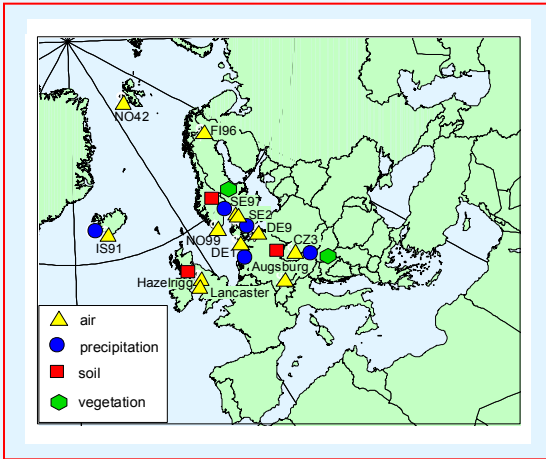 NO42
FI96
SE97
SE2
IS91
NO99
DE9
DE1
CZ3
Augsburg
Hazelrigg
Lancaster
air
precipitation
soil
vegetation